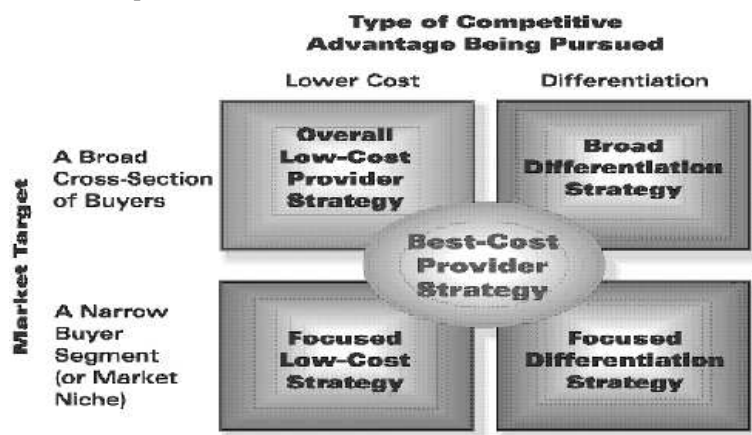 Type of Competitive
Advantage Being Pursued
Lower Cost
Differentiation
Market Target
A Broad
Cross-Section
of Buyers
Overall
Low-Cost
Provider
Strategy
Broad
Differentiation
Strategy
Best-Cost
Provider
Strategy
A Narrow
Buyer
Segment
(or Market
Niche)
Focused
Low-Cost
Strategy
Focused
Differentiation
Strategy